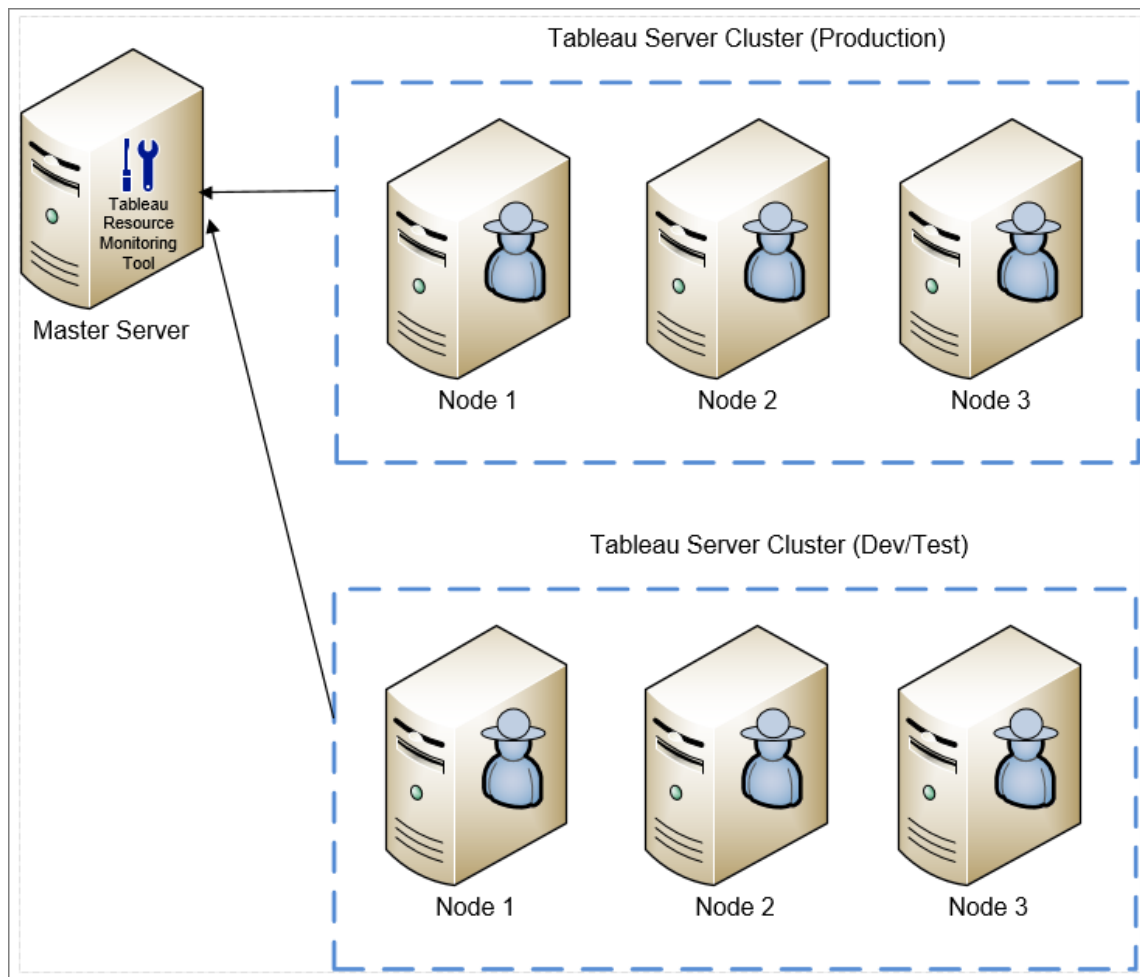 Tableau Server Cluster (Production)
Tableau
Resource
Monitoring
Tool
Master Server
Node 1
Node 2
Node 3
Tableau Server Cluster (Dev/Test)
Node 1
Node 2
Node 3